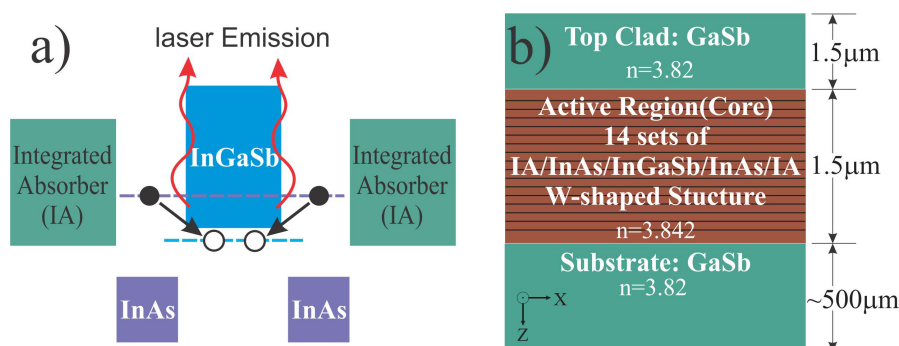 a)
laser Emission
InGaSb
Integrated
Absorber
(IA)
Integrated
Absorber
(IA)
InAs
InAs
b)
Top Clad: GaSb
n=3.82
1.5μm
Active Region(Core)
14 sets of
IA/InAs/InGaSb/InAs/IA
W-shaped Stucture
n=3.842
1.5μm
Substrate: GaSb
n=3.82
~500μm
X
Z